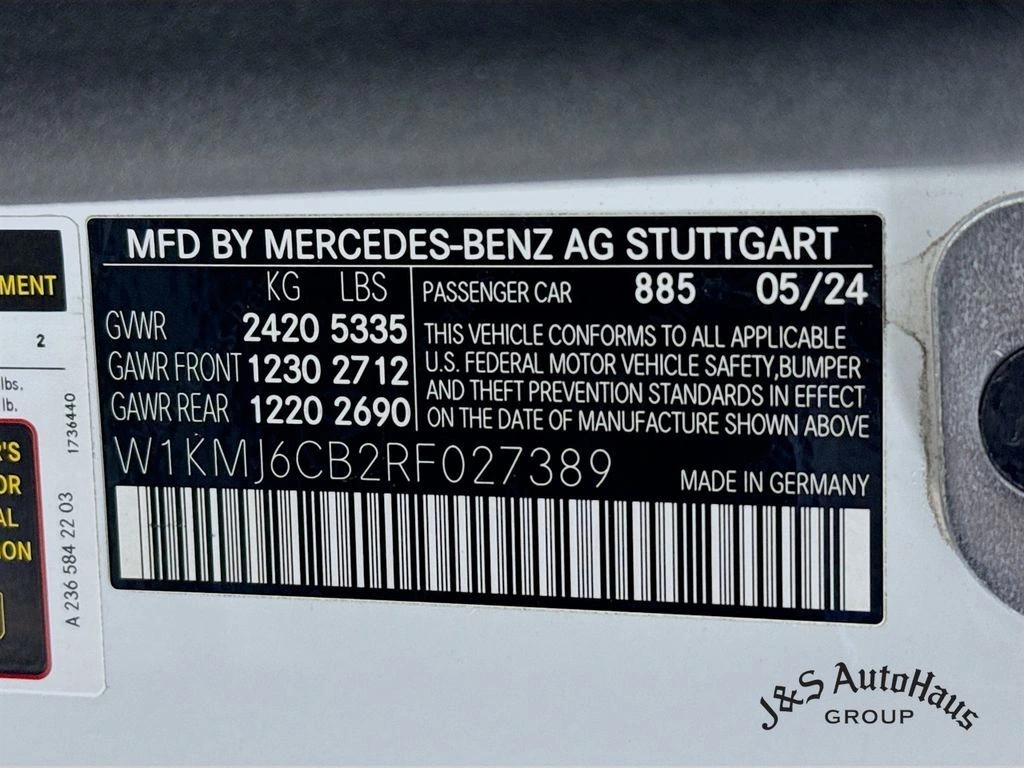 MFD BY MERCEDES-BENZ AG STUTTGART
KG LBS
GVWR 2420 5335
GAWR FRONT 1230 2712
GAWR REAR 1220 2690
PASSENGER CAR 885 05/24
THIS VEHICLE CONFORMS TO ALL APPLICABLE
U.S. FEDERAL MOTOR VEHICLE SAFETY,BUMPER
AND THEFT PREVENTION STANDARDS IN EFFECT
ON THE DATE OF MANUFACTURE SHOWN ABOVE
W1KMJ6CB2RF027389
MADE IN GERMANY
MENT
2
lbs.
lb.
'S
OR
AL
ON
1736440
A 236 584 22 03
J&S AutoHaus
GROUP